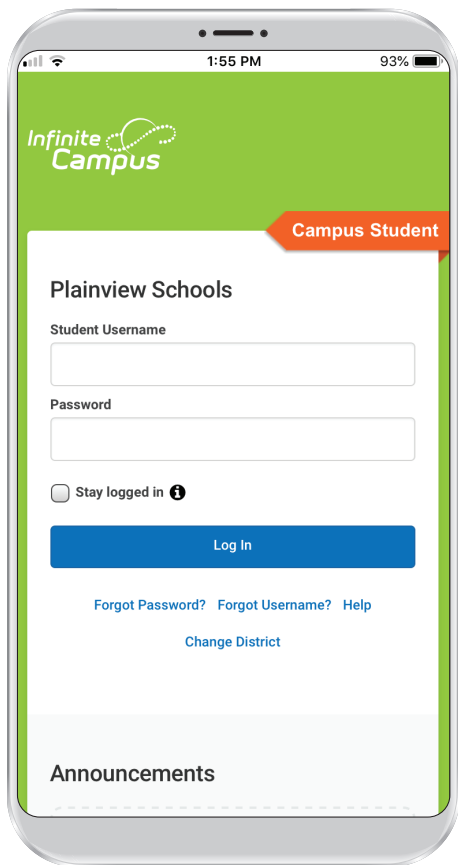 1:55 PM 93%
Infinite
Campus
Campus Student
Plainview Schools
Student Username
Password
Stay logged in
Log In
Forgot Password? Forgot Username? Help
Change District
Announcements